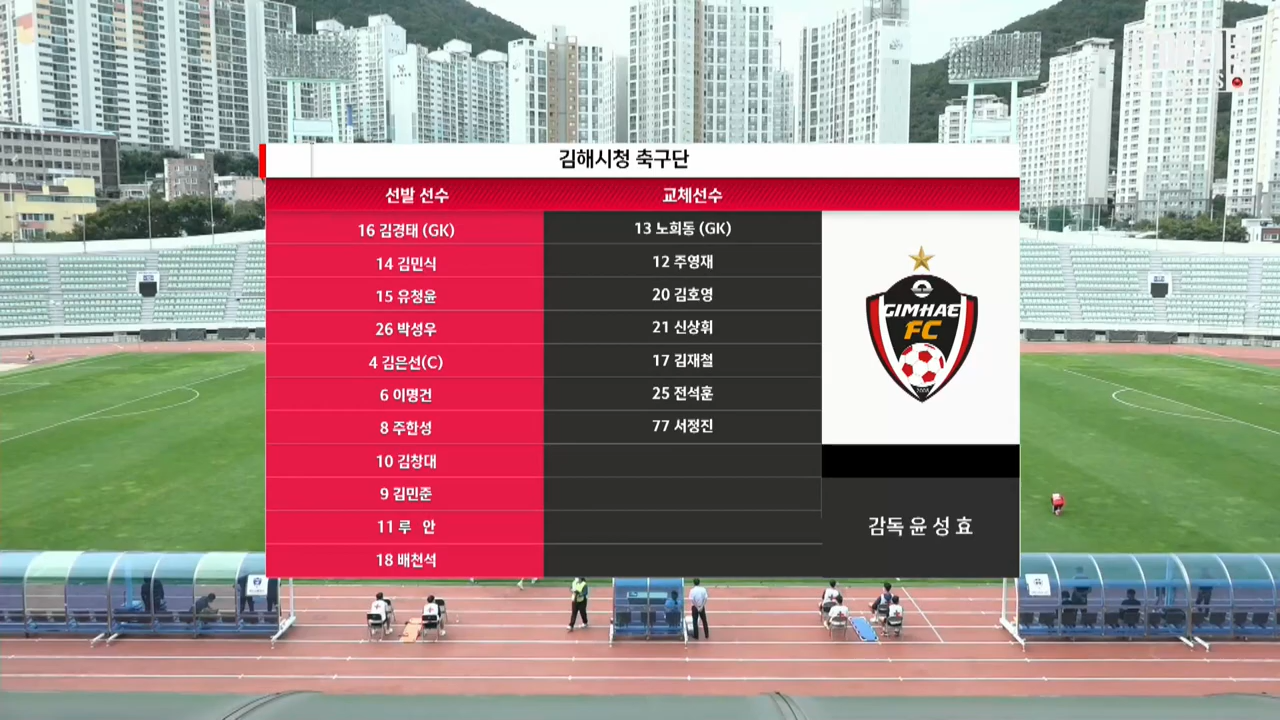 김해시청 축구단
선발 선수
교체선수
16 김경태 (GK)
13 노희동 (GK)
14 김민식
12 주영재
15 유청윤
20 김호영
26 박성우
21 신상휘
4 김은선(C)
17 김재철
6 이명건
25 전석훈
8 주한성
77 서정진
10 김창대
9 김민준
11 루 안
18 배천석
GIMHAE
FC
2008
감독 윤 성 효